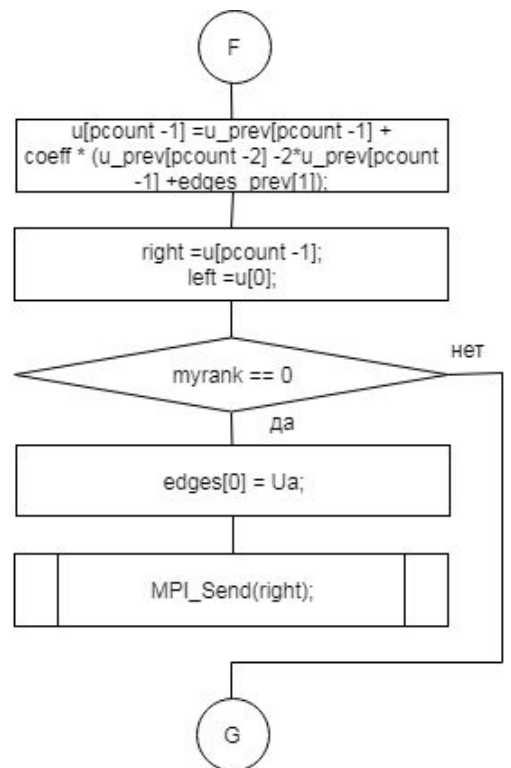 F
u[pcount -1] =u_prev[pcount -1] +
coeff * (u_prev[pcount -2] -2*u_prev[pcount
-1] +edges_prev[1]);
right =u[pcount -1];
left =u[0];
myrank == 0
нет
да
edges[0] = Ua;
MPI_Send(right);
G